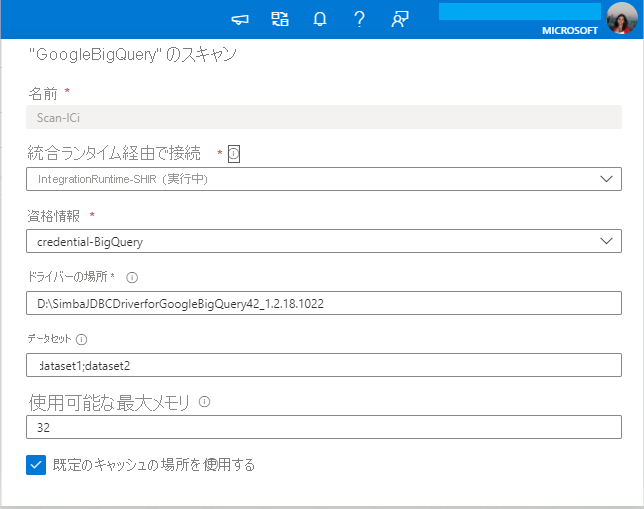 MICROSOFT
"GoogleBigQuery" のスキャン
名前 *
Scan-ICi
統合ランタイム経由で接続 *
IntegrationRuntime-SHIR (実行中)
資格情報 *
credential-BigQuery
ドライバーの場所 *
D:\SimbaJDBCDriverforGoogleBigQuery42_1.2.18.1022
データセット
dataset1;dataset2
使用可能な最大メモリ
32
既定のキャッシュの場所を使用する